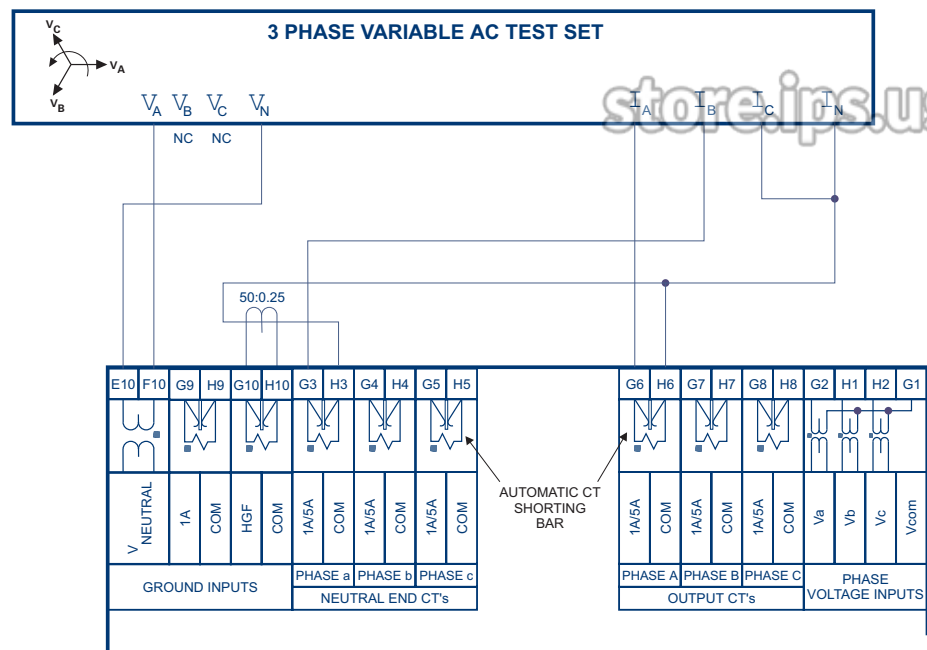 3 PHASE VARIABLE AC TEST SET
VC
VA
VB
store.ips.us
VA VB VC VN IA IB IC IN
NC NC
50:0.25
E10 F10 G9 H9 G10 H10 G3 H3 G4 H4 G5 H5 G6 H6 G7 H7 G8 H8 G2 H1 H2 G1
AUTOMATIC CT
SHORTING
BAR
V NEUTRAL 1A COM HGF COM 1A/5A COM 1A/5A COM 1A/5A COM 1A/5A COM 1A/5A COM 1A/5A COM Va Vb Vc Vcom
GROUND INPUTS
PHASE a PHASE b PHASE c
NEUTRAL END CT's
PHASE A PHASE B PHASE C
OUTPUT CT's
PHASE
VOLTAGE INPUTS